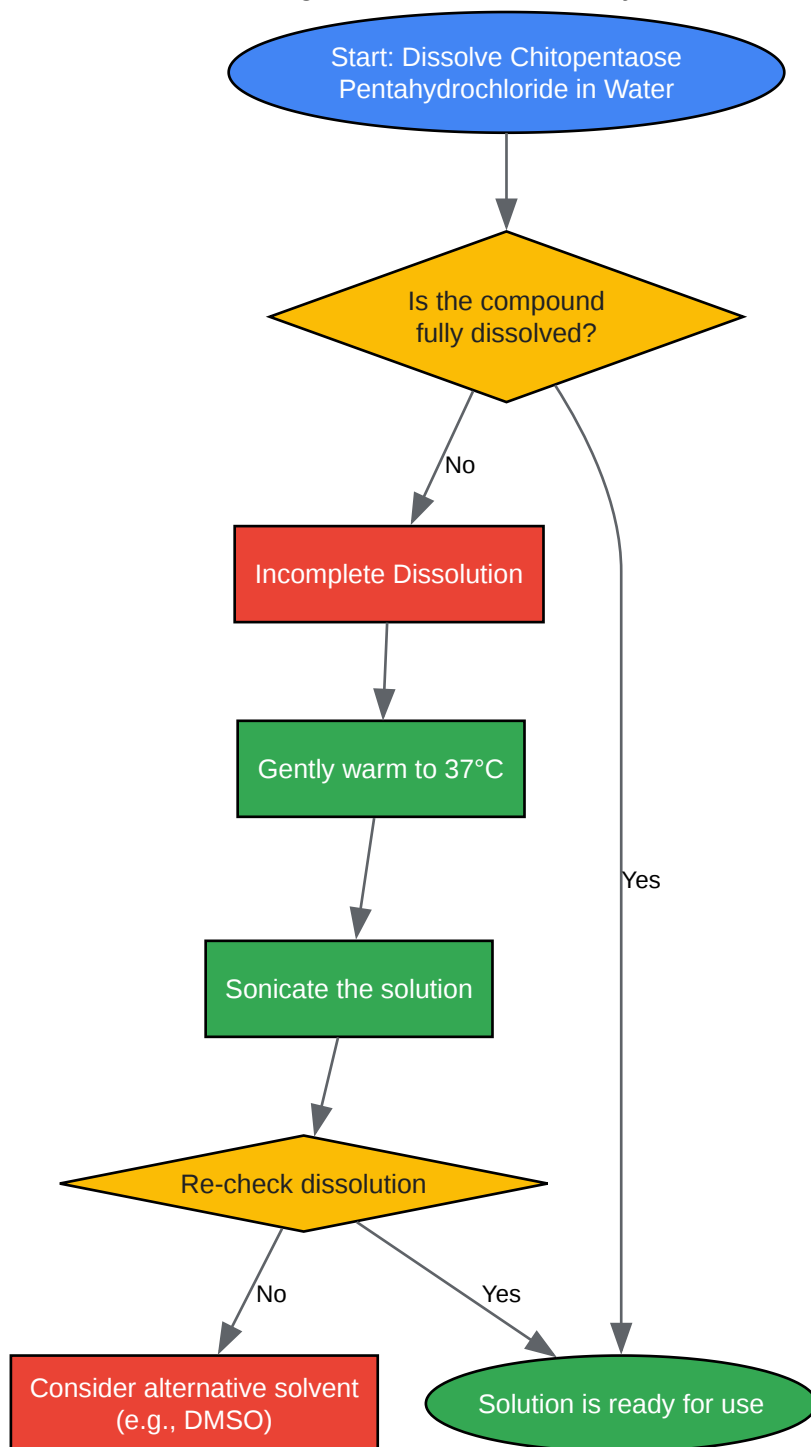 Start: Dissolve Chitopentaose
Pentahydrochloride in Water
Is the compound
fully dissolved?
No
Incomplete Dissolution
Gently warm to 37°C
Yes
Sonicate the solution
Re-check dissolution
No
Yes
Consider alternative solvent
(e.g., DMSO)
Solution is ready for use